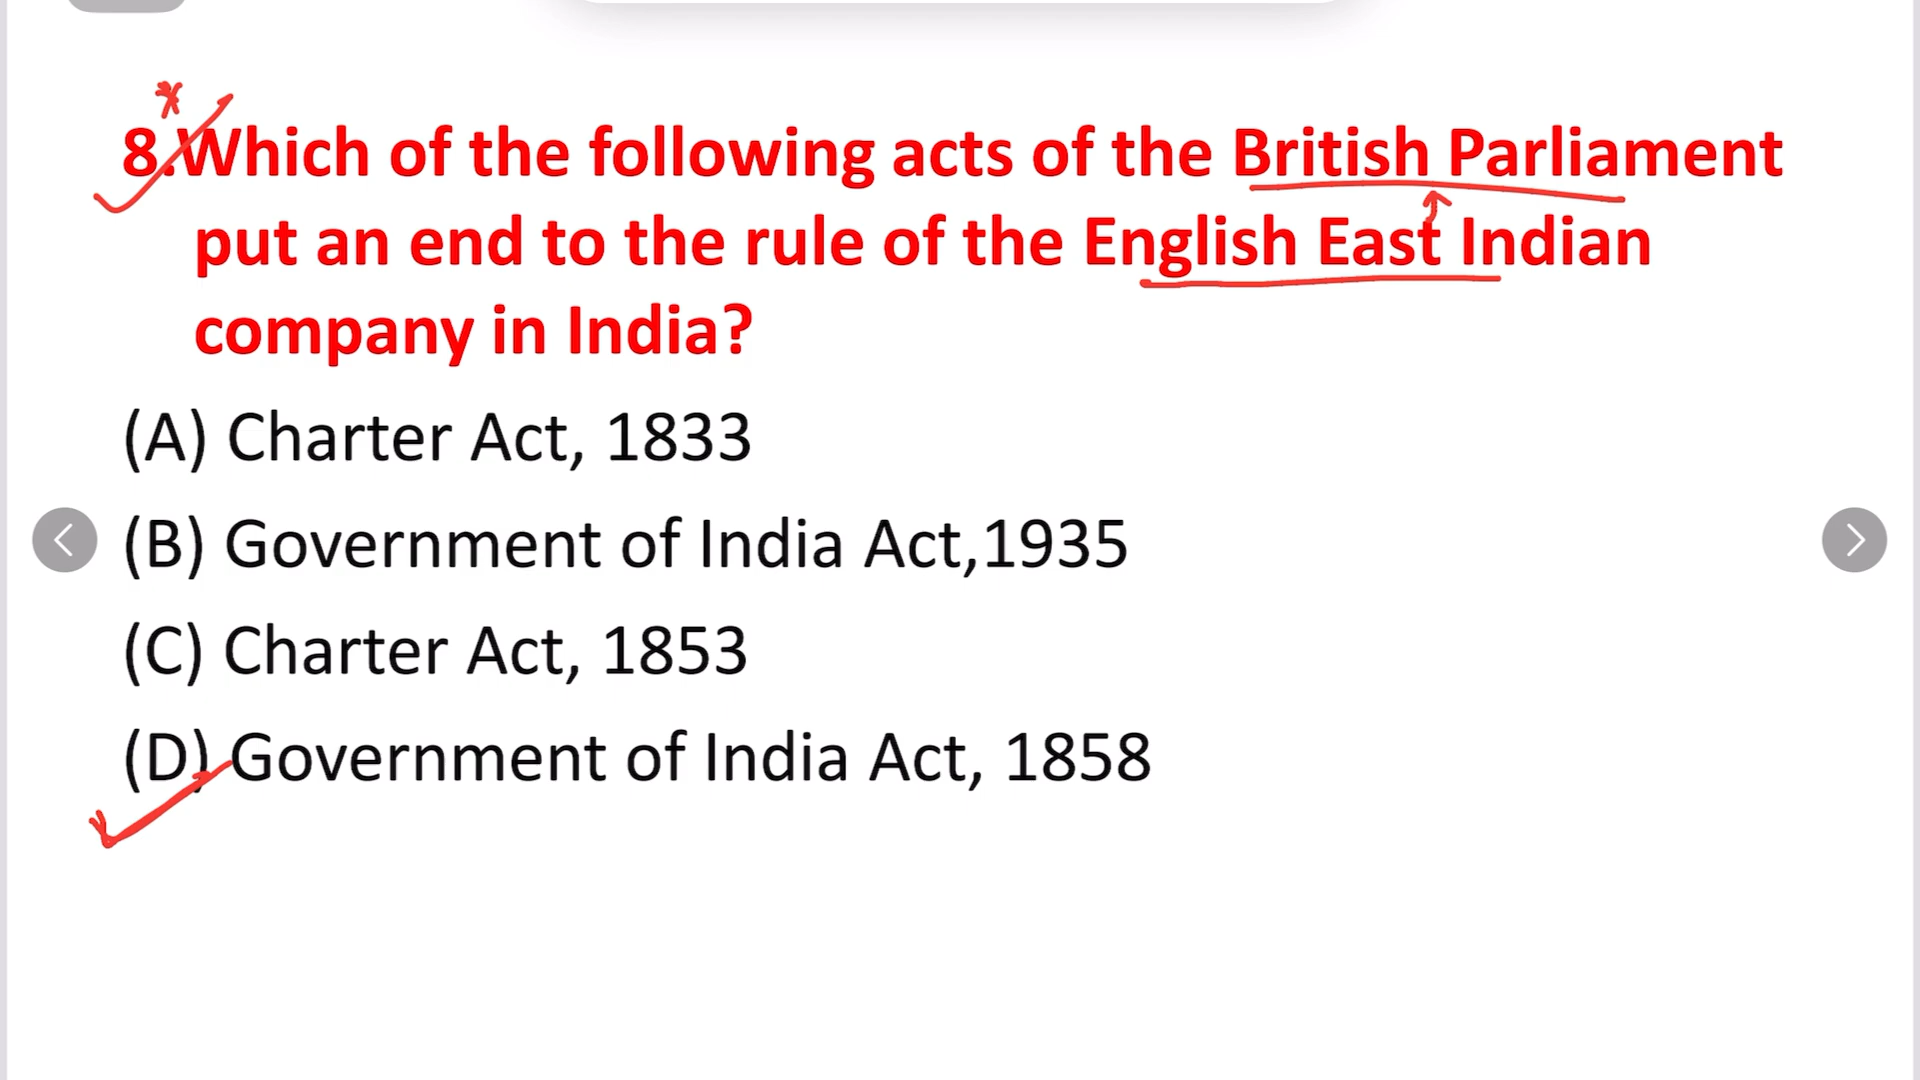 8.Which of the following acts of the British Parliament
put an end to the rule of the English East Indian
company in India?
(A) Charter Act, 1833
(B) Government of India Act,1935
(C) Charter Act, 1853
(D) Government of India Act, 1858